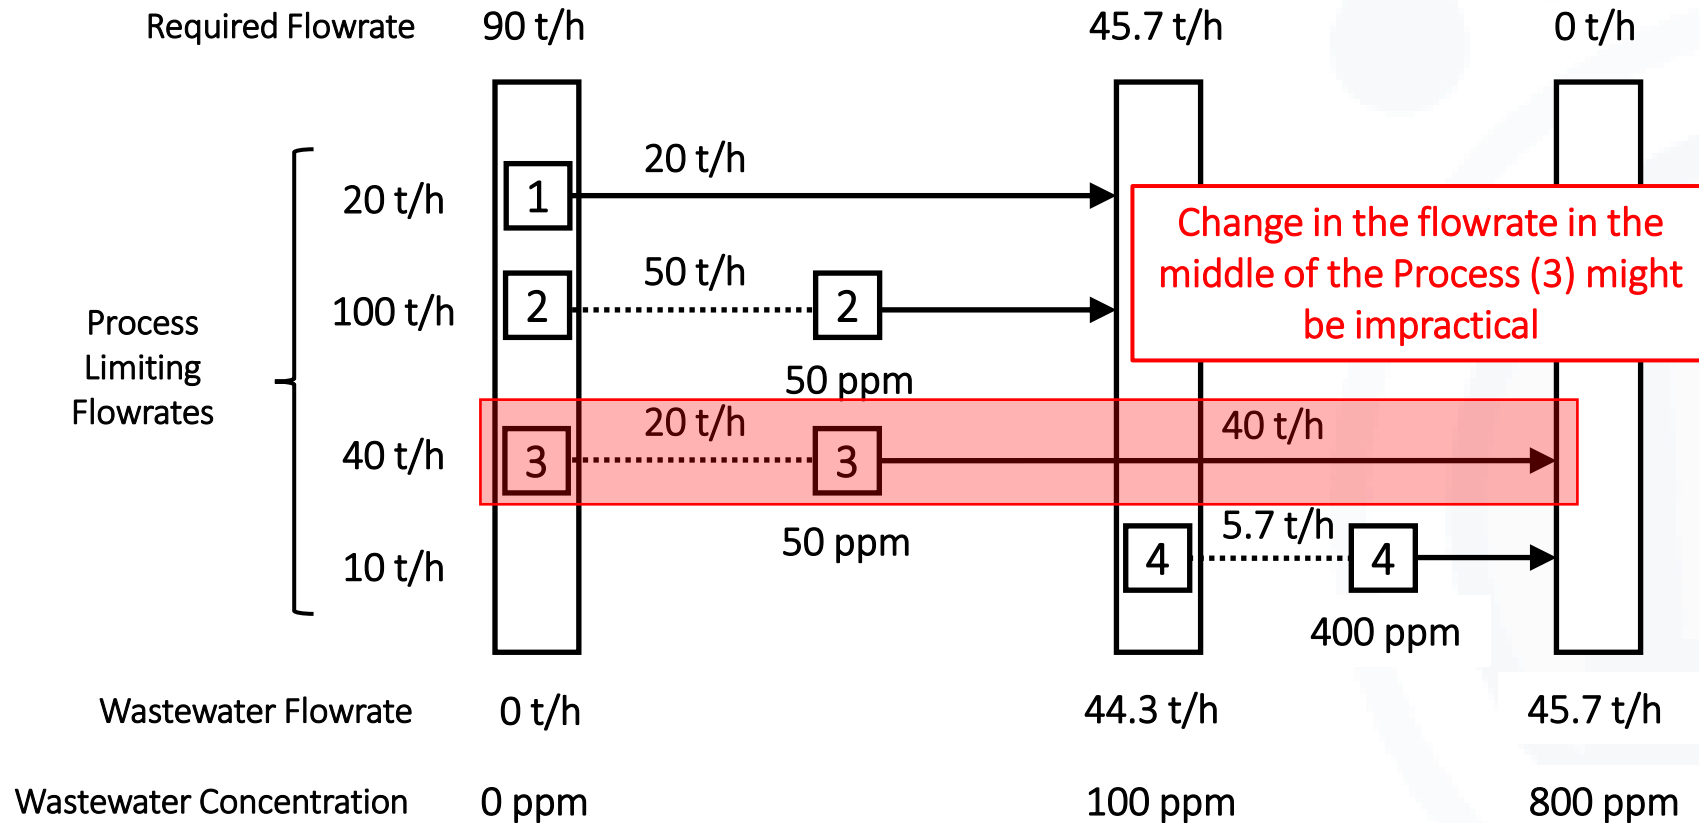 Required Flowrate 90 t/h 45.7 t/h 0 t/h
20 t/h
20 t/h 1
Change in the flowrate in the
middle of the Process (3) might
be impractical
50 t/h
100 t/h 2 2
Process
Limiting
Flowrates
50 ppm
20 t/h 40 t/h
40 t/h 3 3
50 ppm
5.7 t/h
10 t/h 4 4
400 ppm
Wastewater Flowrate 0 t/h 44.3 t/h 45.7 t/h
Wastewater Concentration 0 ppm 100 ppm 800 ppm